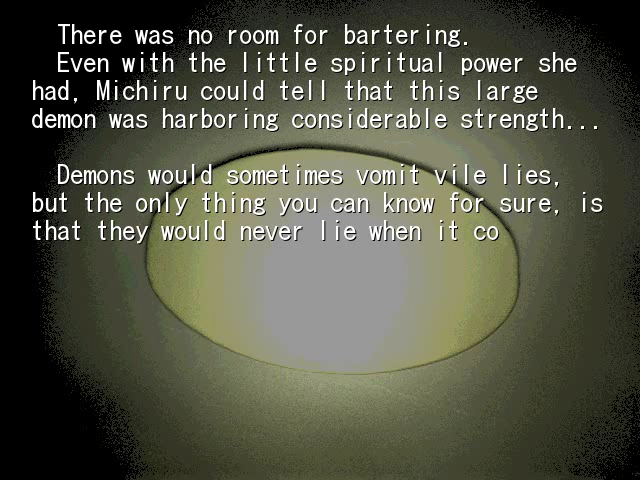 There was no room for bartering.
Even with the little spiritual power she
had, Michiru could tell that this large
demon was harboring considerable strength...
Demons would sometimes vomit vile lies,
but the only thing you can know for sure, is
that they would never lie when it co